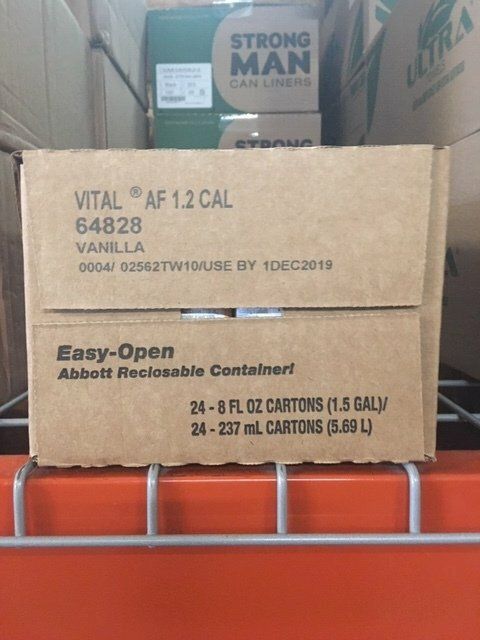 STRONG
MAN
CAN LINERS
STRONG
ULTRA
VITAL ® AF 1.2 CAL
64828
VANILLA
0004/ 02562TW10/USE BY 1DEC2019
Easy-Open
Abbott Reclosable Container!
24 - 8 FL OZ CARTONS (1.5 GAL)/
24 - 237 mL CARTONS (5.69 L)